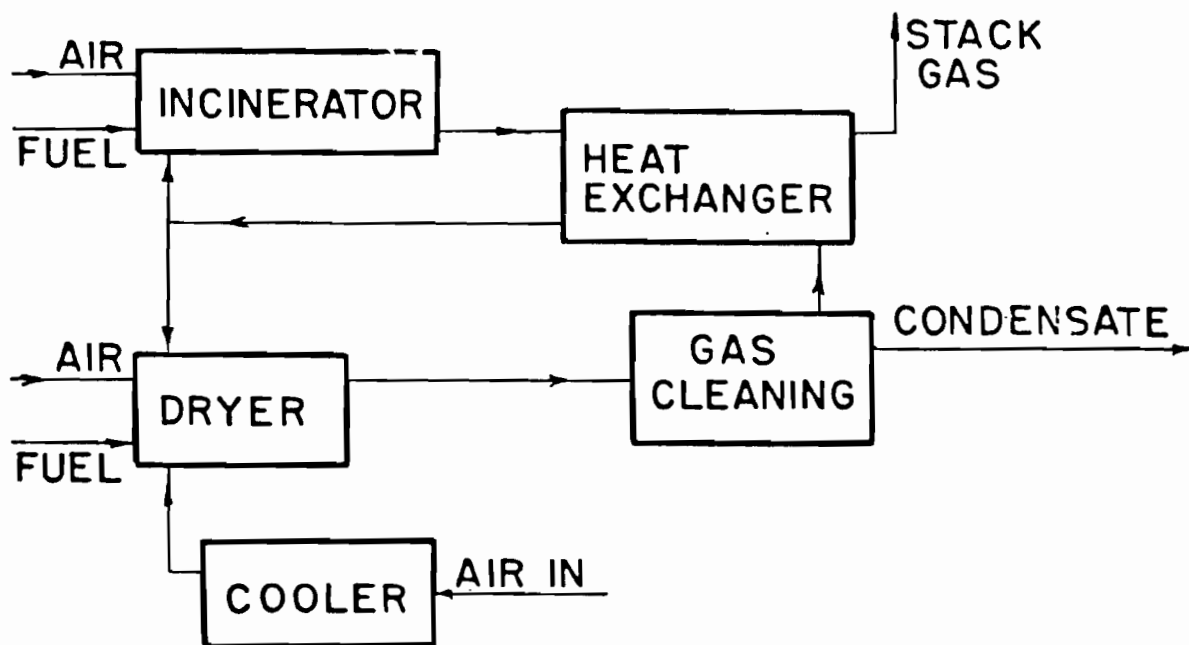 AIR
FUEL
INCINERATOR
STACK
GAS
HEAT
EXCHANGER
AIR
FUEL
DRYER
GAS
CLEANING
CONDENSATE
COOLER
AIR IN